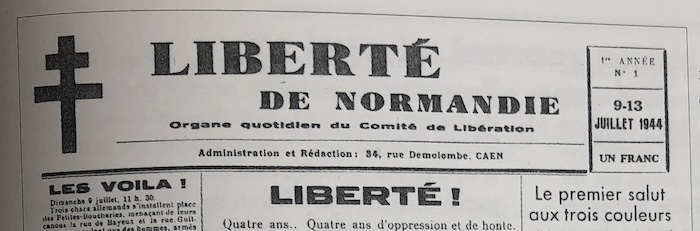 LIBERTÉ
DE NORMANDIE
Organe quotidien du Comité de Libération
Administration et Rédaction: 34, rue Demolombe. CAEN
1re ANNÉE
N° 1
9-13
JUILLET 1944
UN FRANC
LES VOILA !
Dimanche 9 juillet, 11 h. 30.
Trois chars allemands s'installent place
des Petites-Boucheries, menaçant de leurs
canons la rue de Bayeux et la rue Guil-
des hommes, armés
LIBERTÉ !
Quatre ans.. Quatre ans d'oppression et de honte.
Le premier salut
aux trois couleurs